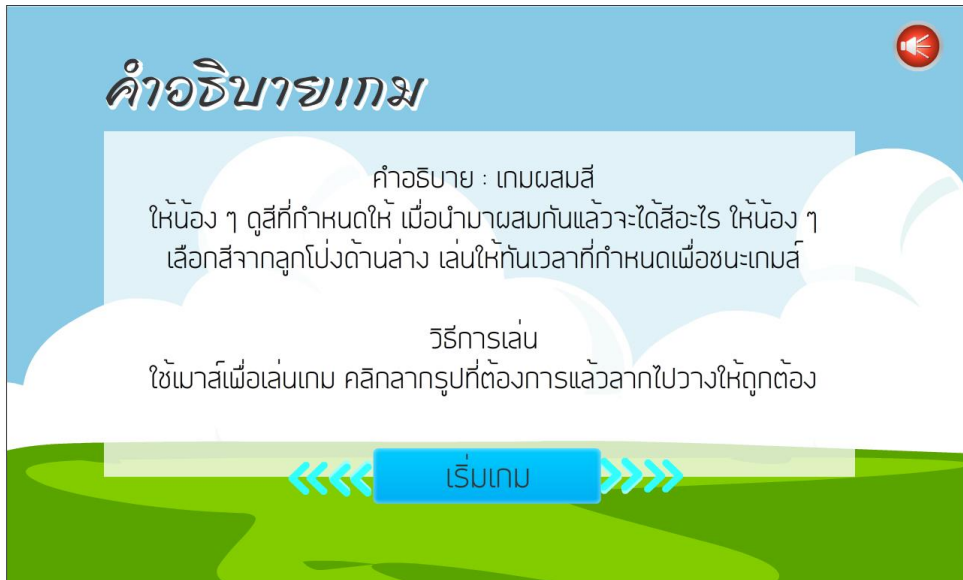 คำอธิบายเกม
คำอธิบาย : เกมผสมสี
ให้น้อง ๆ ดูสีที่กำหนดให้ เมื่อนำมาผสมกันแล้วจะได้สีอะไร ให้น้อง ๆ
เลือกสีจากลูกโป่งด้านล่าง เล่นให้ทันเวลาที่กำหนดเพื่อชนะเกมส์
วิธีการเล่น
ใช้เมาส์เพื่อเล่นเกม คลิกลากรูปที่ต้องการแล้วลากไปวางให้ถูกต้อง
เริ่มเกม